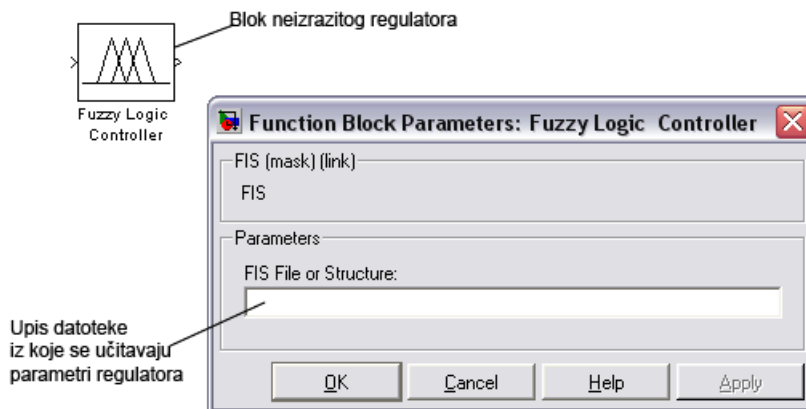 Blok neizrazitog regulatora
Fuzzy Logic
Controller
Function Block Parameters: Fuzzy Logic Controller
FIS (mask) (link)
FIS
Parameters
FIS File or Structure:
Upis datoteke
iz koje se učitavaju
parametri regulatora
OK Cancel Help Apply